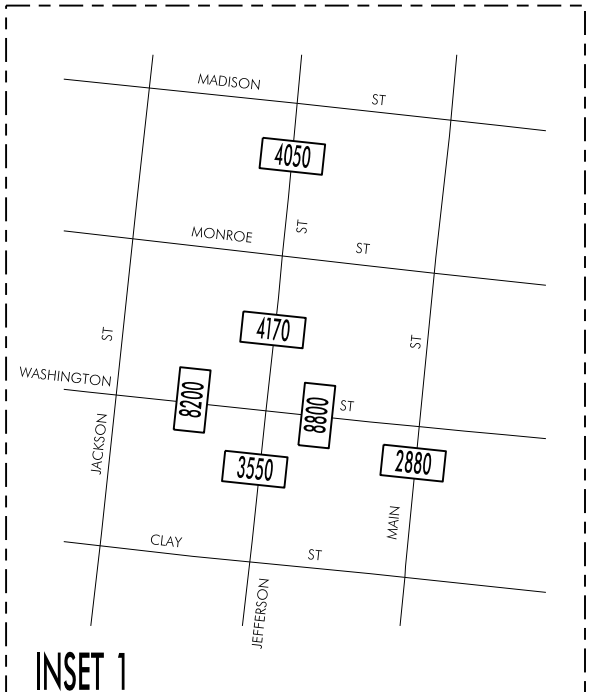 MADISON ST
4050
ST
MONROE ST
4170
ST
ST
WASHINGTON ST
8200
8800
JACKSON
3550
2880
MAIN
CLAY ST
JEFFERSON
INSET 1